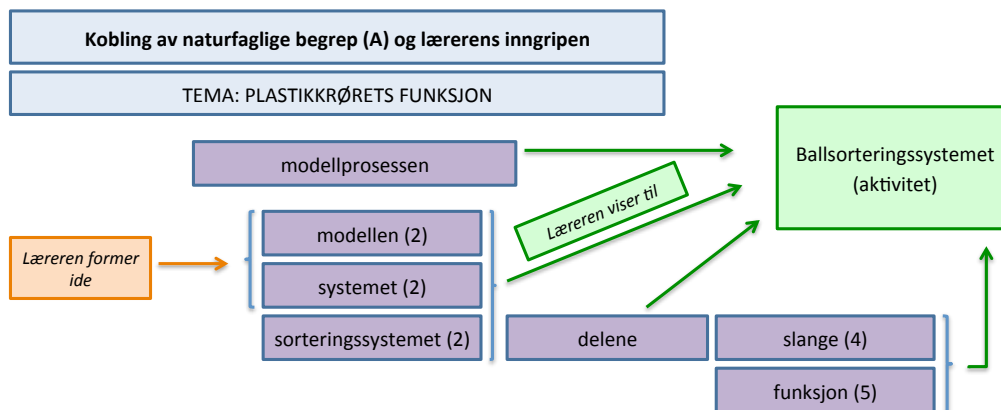 Kobling av naturfaglige begrep (A) og lærerens inngripen
TEMA: PLASTIKKRØRETS FUNKSJON
modellprosessen
Ballsorteringssystemet
(aktivitet)
Læreren viser til
modellen (2)
Læreren former
ide
systemet (2)
sorteringssystemet (2)
delene
slange (4)
funksjon (5)